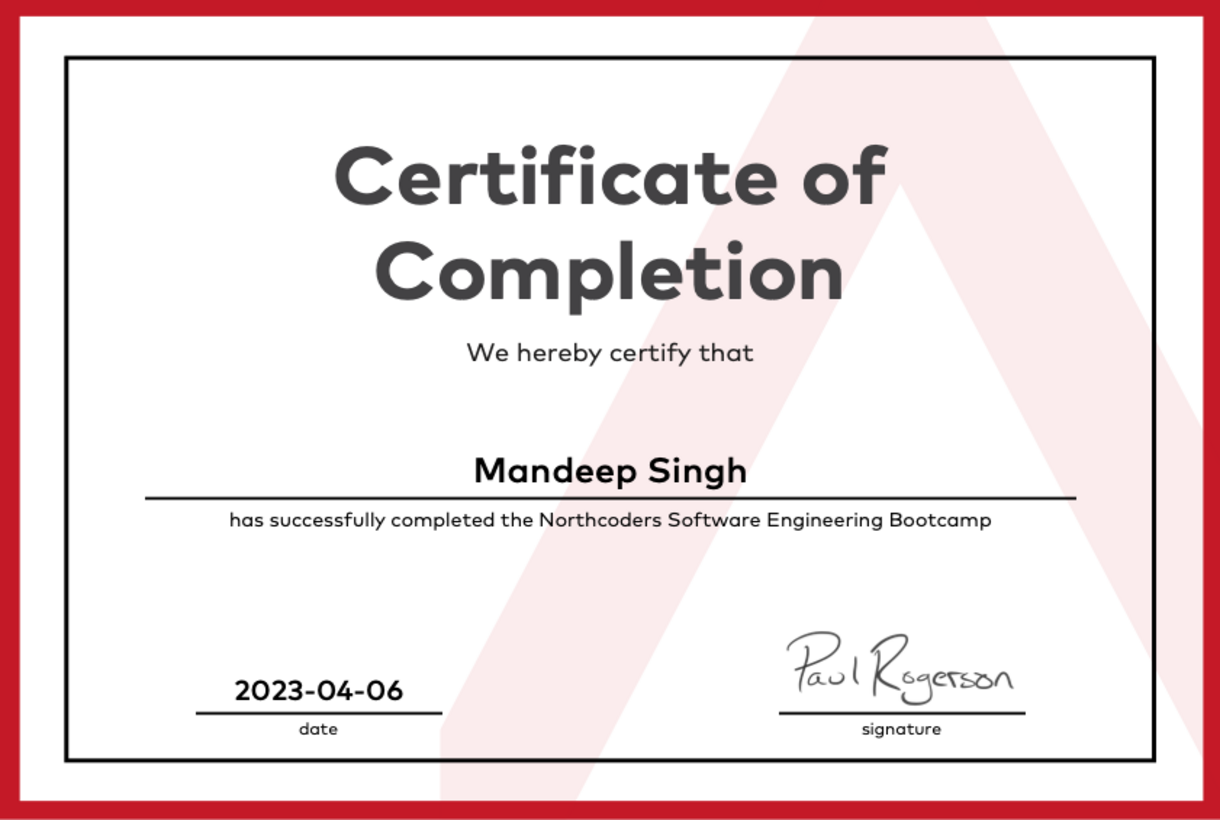 Certificate of
Completion
We hereby certify that
Mandeep Singh
has successfully completed the Northcoders Software Engineering Bootcamp
2023-04-06
Paul Rogerson
date
signature